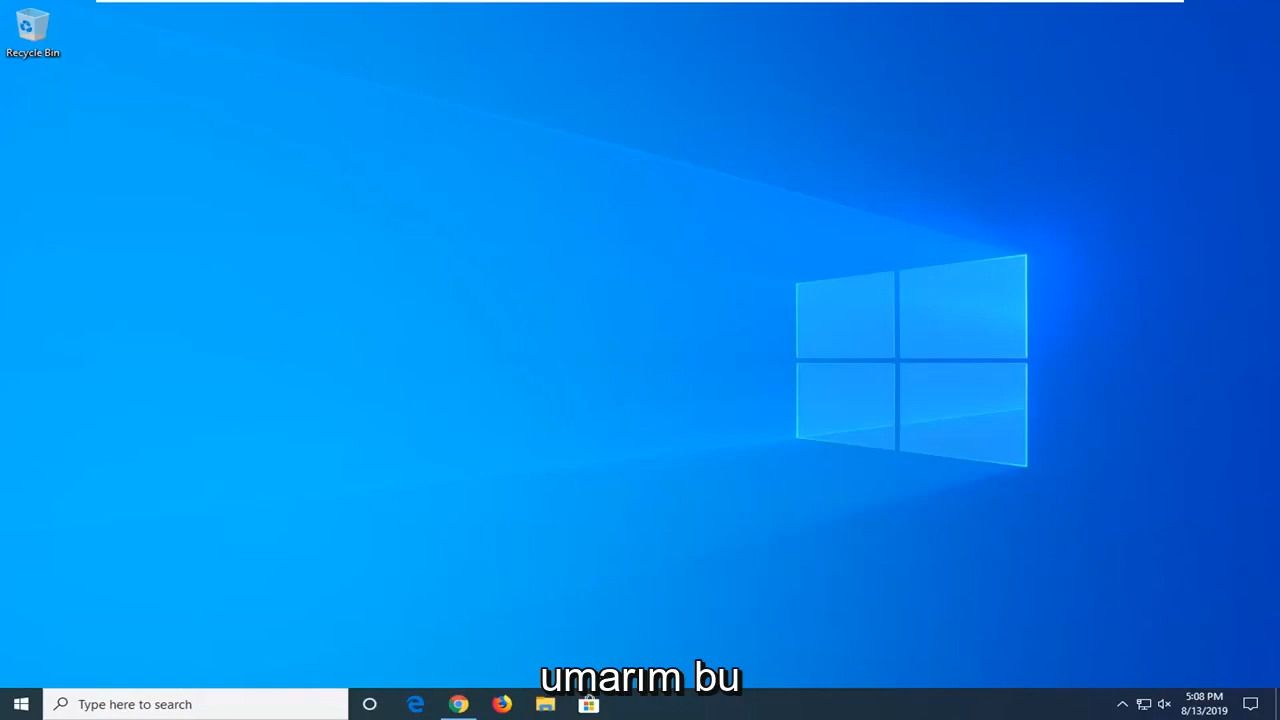 Recycle Bin
umarım bu
Type here to search
5:08 PM
8/13/2019